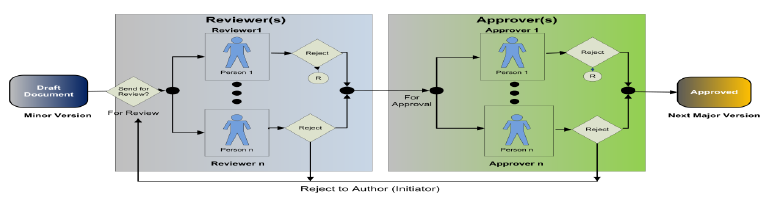 Reviewer(s)
Approver(s)
Reviewer1
Approver 1
Reject
Reject
Person 1
Person 1
R
R
Draft
Document
Send for
Review?
Approved
For
Approval
For Review
Minor Version
Next Major Version
Reject
Reject
Person n
Person n
Reviewer n
Approver n
Reject to Author (Initiator)